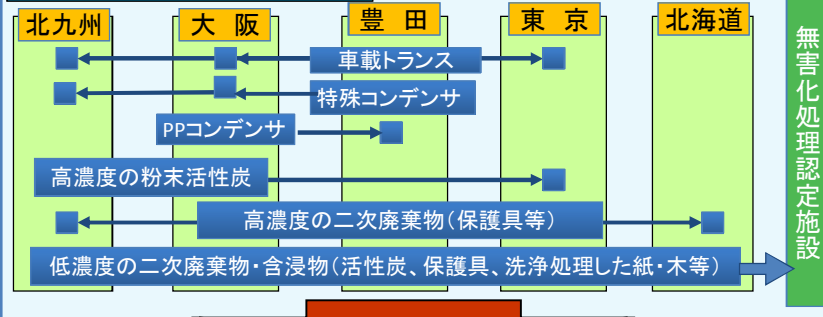 北九州
大 阪
豊 田
東 京
北海道
車載トランス
特殊コンデンサ
PPコンデンサ
高濃度の粉末活性炭
高濃度の二次廃棄物(保護具等)
低濃度の二次廃棄物・含浸物(活性炭、保護具、洗浄処理した紙・木等)
無害化処理認定施設